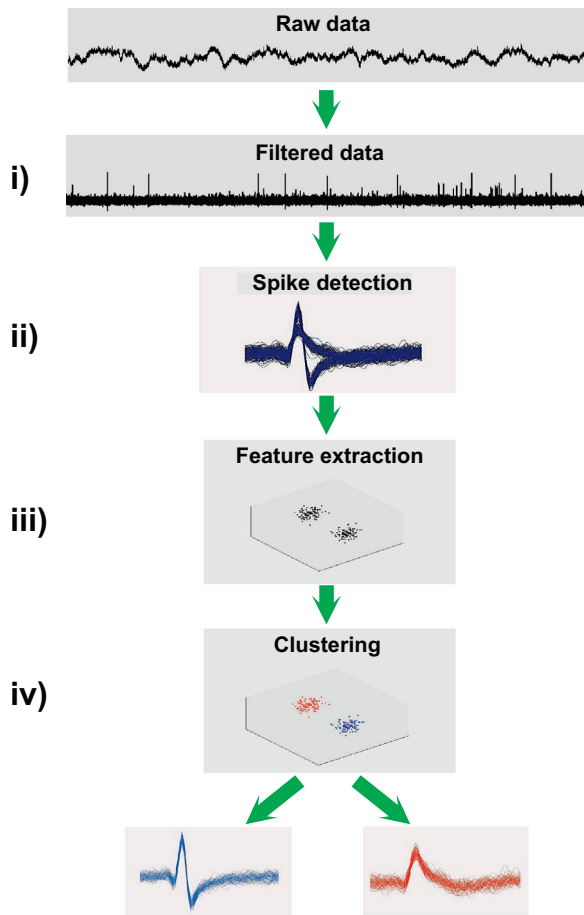 Raw data
Filtered data
i)
Spike detection
ii)
Feature extraction
iii)
Clustering
iv)